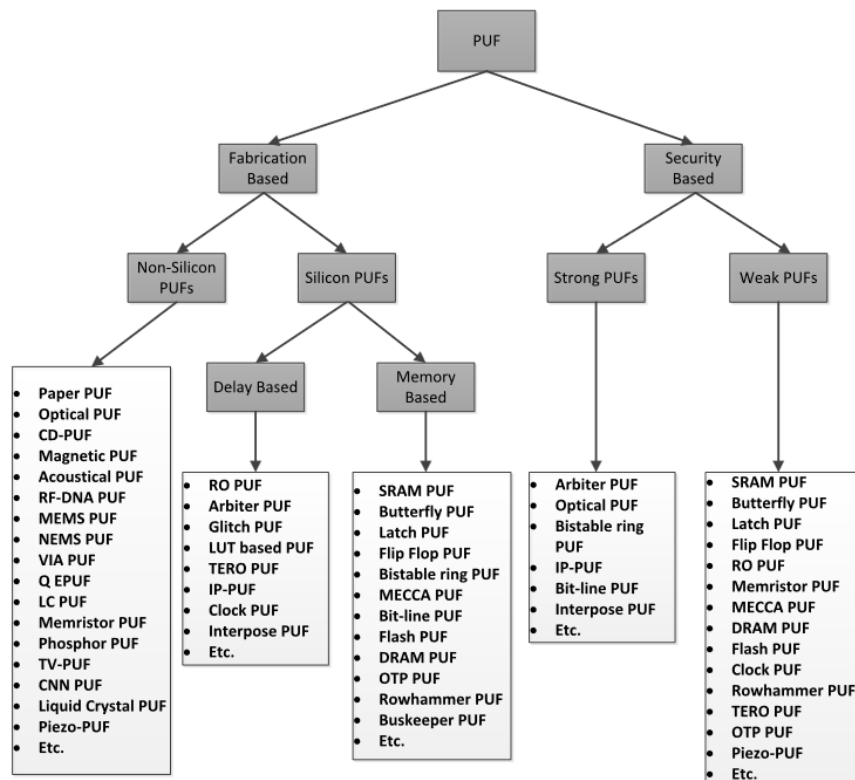 PUF
Fabrication
Based
Security
Based
Non-Silicon
PUFs
Silicon PUFs
Strong PUFs
Weak PUFs
Delay Based
Memory
Based
• Paper PUF
• Optical PUF
• CD-PUF
• Magnetic PUF
• Acoustical PUF
• RF-DNA PUF
• MEMS PUF
• NEMS PUF
• VIA PUF
• Q EPUF
• LC PUF
• Memristor PUF
• Phosphor PUF
• TV-PUF
• CNN PUF
• Liquid Crystal PUF
• Piezo-PUF
• Etc.
• RO PUF
• Arbiter PUF
• Glitch PUF
• LUT based PUF
• TERO PUF
• IP-PUF
• Clock PUF
• Interpose PUF
• Etc.
• SRAM PUF
• Butterfly PUF
• Latch PUF
• Flip Flop PUF
• Bistable ring PUF
• MECCA PUF
• Bit-line PUF
• Flash PUF
• DRAM PUF
• OTP PUF
• Rowhammer PUF
• Buskeeper PUF
• Etc.
• Arbiter PUF
• Optical PUF
• Bistable ring
PUF
• IP-PUF
• Bit-line PUF
• Interpose PUF
• Etc.
• SRAM PUF
• Butterfly PUF
• Latch PUF
• Flip Flop PUF
• RO PUF
• Memristor PUF
• MECCA PUF
• DRAM PUF
• Flash PUF
• Clock PUF
• Rowhammer PUF
• TERO PUF
• OTP PUF
• Piezo-PUF
• Etc.